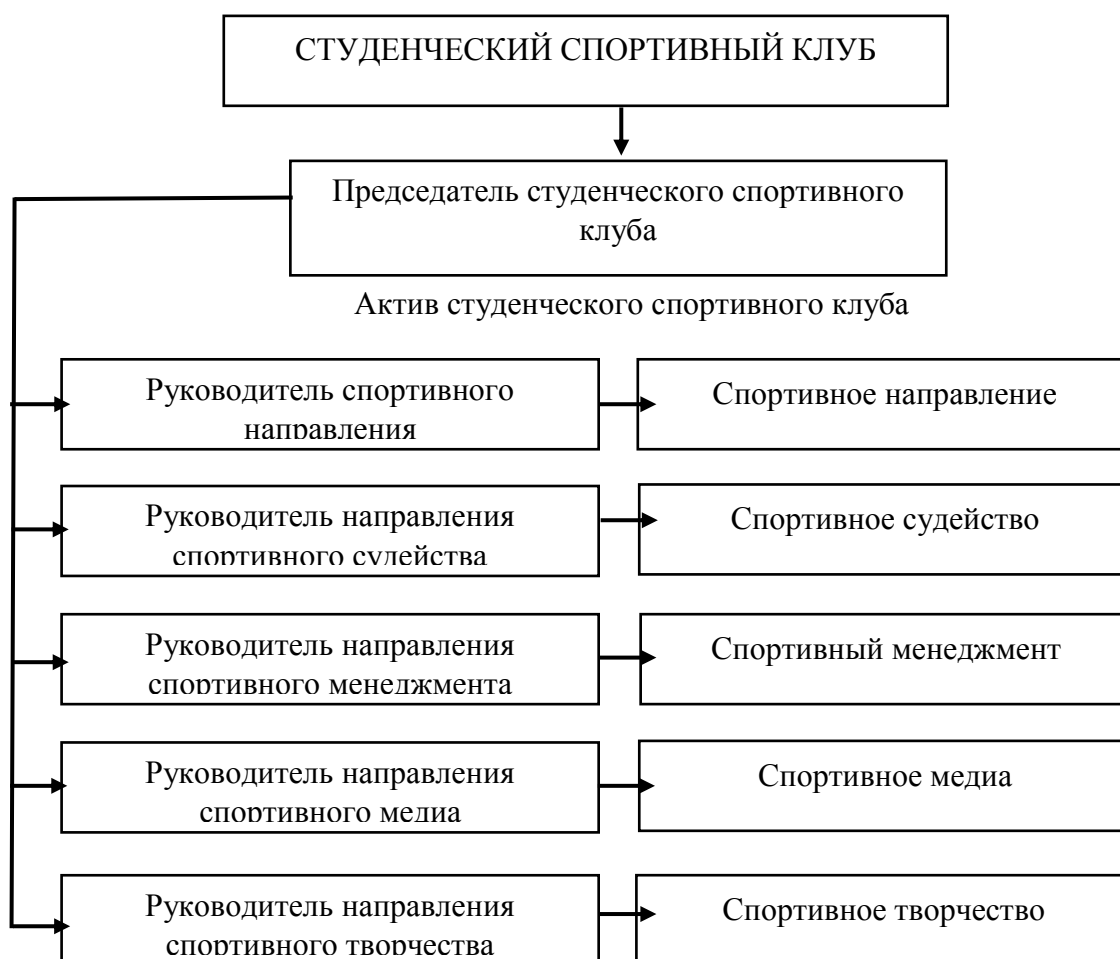 СТУДЕНЧЕСКИЙ СПОРТИВНЫЙ КЛУБ
Председатель студенческого спортивного
клуба
Актив студенческого спортивного клуба
Руководитель спортивного
направления
Спортивное направление
Руководитель направления
спортивного судейства
Спортивное судейство
Руководитель направления
спортивного менеджмента
Спортивный менеджмент
Руководитель направления
спортивного медиа
Спортивное медиа
Руководитель направления
спортивного творчества
Спортивное творчество